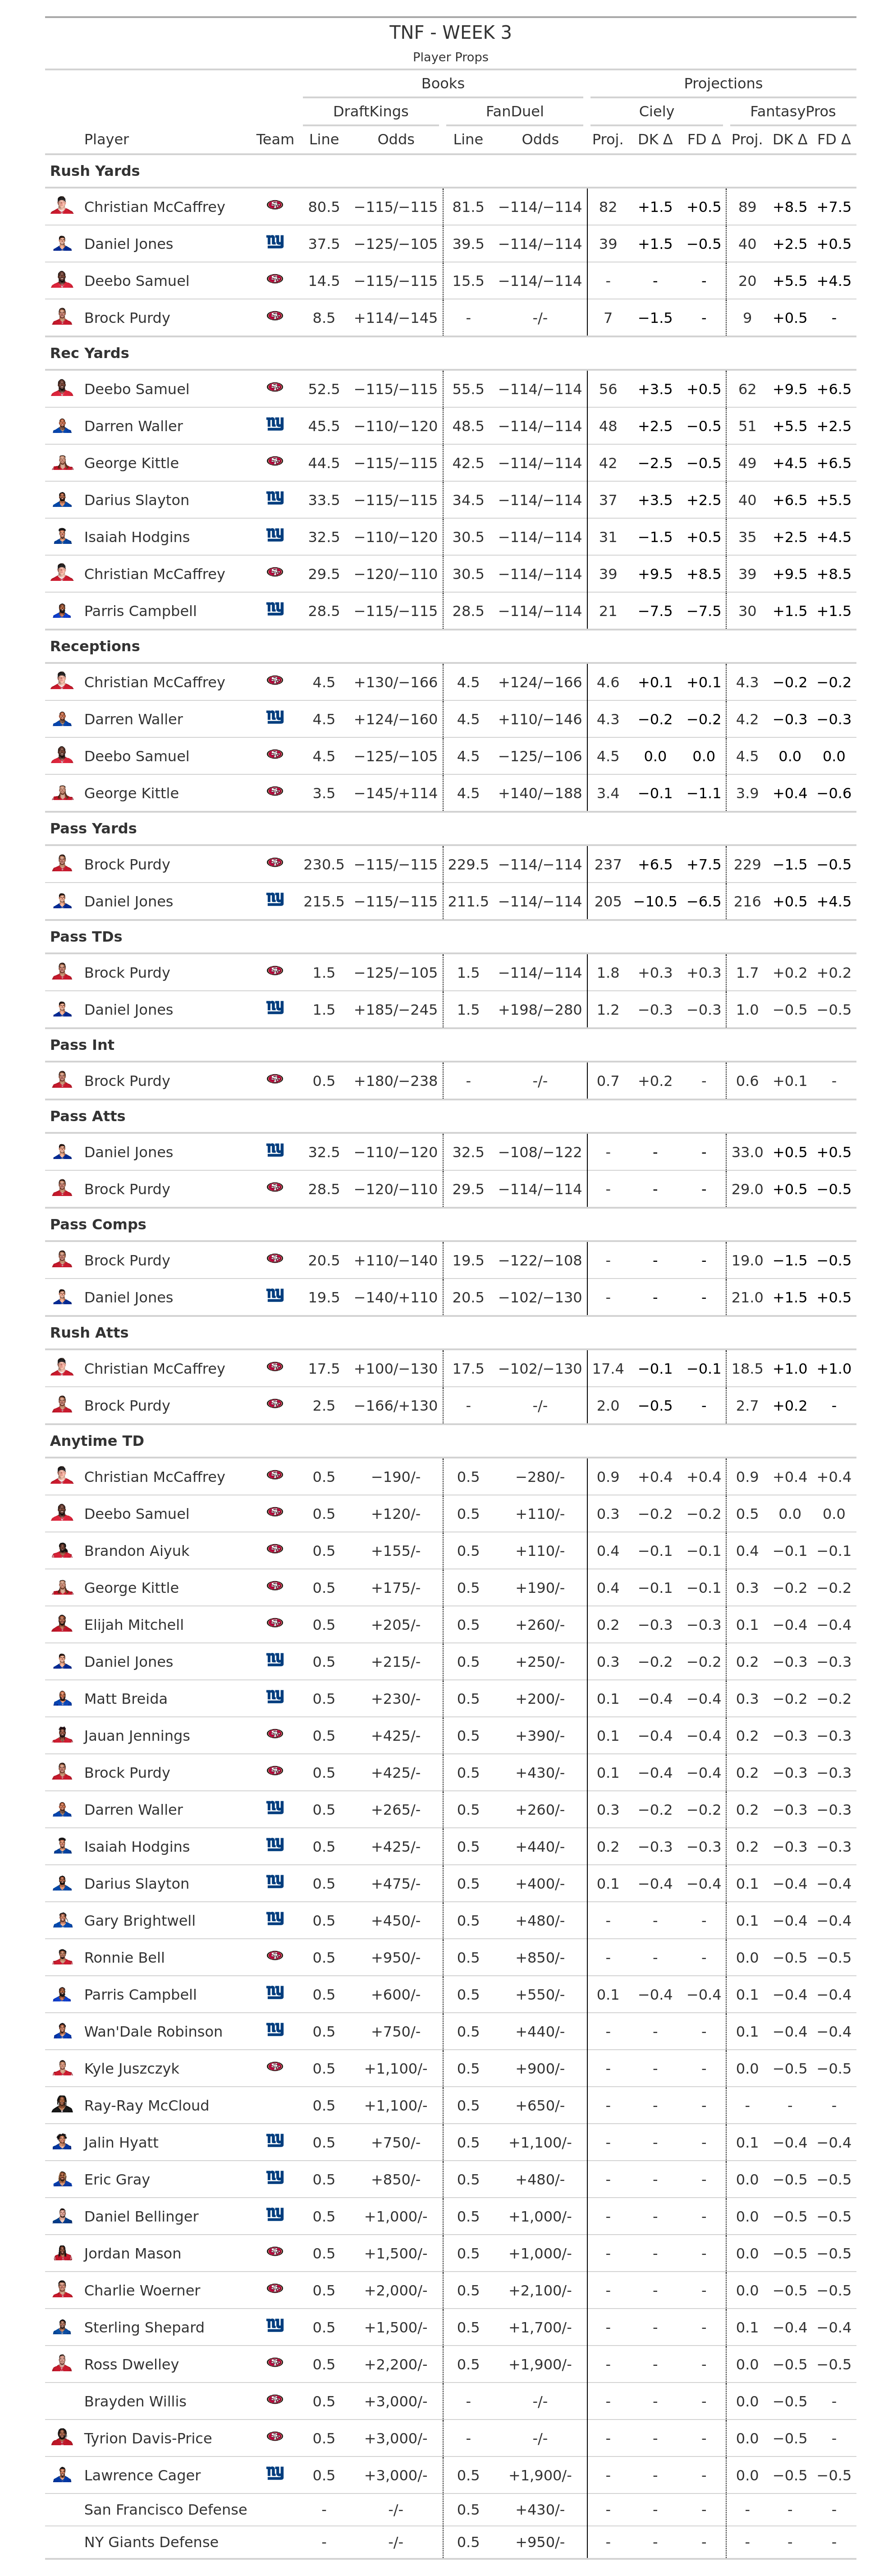 TNF - WEEK 3
Player Props
Books Projections
DraftKings FanDuel Ciely FantasyPros
Player Team Line Odds Line Odds Proj. DK Δ FD Δ Proj. DK Δ FD Δ
Rush Yards
Christian McCaffrey 80.5 −115/−115 81.5 −114/−114 82 +1.5 +0.5 89 +8.5 +7.5
Daniel Jones ny 37.5 −125/−105 39.5 −114/−114 39 +1.5 −0.5 40 +2.5 +0.5
Deebo Samuel 14.5 −115/−115 15.5 −114/−114 - - - 20 +5.5 +4.5
Brock Purdy 8.5 +114/−145 - -/- 7 −1.5 - 9 +0.5 -
Rec Yards
Deebo Samuel 52.5 −115/−115 55.5 −114/−114 56 +3.5 +0.5 62 +9.5 +6.5
Darren Waller ny 45.5 −110/−120 48.5 −114/−114 48 +2.5 −0.5 51 +5.5 +2.5
George Kittle 44.5 −115/−115 42.5 −114/−114 42 −2.5 −0.5 49 +4.5 +6.5
Darius Slayton ny 33.5 −115/−115 34.5 −114/−114 37 +3.5 +2.5 40 +6.5 +5.5
Isaiah Hodgins ny 32.5 −110/−120 30.5 −114/−114 31 −1.5 +0.5 35 +2.5 +4.5
Christian McCaffrey 29.5 −120/−110 30.5 −114/−114 39 +9.5 +8.5 39 +9.5 +8.5
Parris Campbell ny 28.5 −115/−115 28.5 −114/−114 21 −7.5 −7.5 30 +1.5 +1.5
Receptions
Christian McCaffrey 4.5 +130/−166 4.5 +124/−166 4.6 +0.1 +0.1 4.3 −0.2 −0.2
Darren Waller ny 4.5 +124/−160 4.5 +110/−146 4.3 −0.2 −0.2 4.2 −0.3 −0.3
Deebo Samuel 4.5 −125/−105 4.5 −125/−106 4.5 0.0 0.0 4.5 0.0 0.0
George Kittle 3.5 −145/+114 4.5 +140/−188 3.4 −0.1 −1.1 3.9 +0.4 −0.6
Pass Yards
Brock Purdy 230.5 −115/−115 229.5 −114/−114 237 +6.5 +7.5 229 −1.5 −0.5
Daniel Jones ny 215.5 −115/−115 211.5 −114/−114 205 −10.5 −6.5 216 +0.5 +4.5
Pass TDs
Brock Purdy 1.5 −125/−105 1.5 −114/−114 1.8 +0.3 +0.3 1.7 +0.2 +0.2
Daniel Jones ny 1.5 +185/−245 1.5 +198/−280 1.2 −0.3 −0.3 1.0 −0.5 −0.5
Pass Int
Brock Purdy 0.5 +180/−238 - -/- 0.7 +0.2 - 0.6 +0.1 -
Pass Atts
Daniel Jones ny 32.5 −110/−120 32.5 −108/−122 - - - 33.0 +0.5 +0.5
Brock Purdy 28.5 −120/−110 29.5 −114/−114 - - - 29.0 +0.5 −0.5
Pass Comps
Brock Purdy 20.5 +110/−140 19.5 −122/−108 - - - 19.0 −1.5 −0.5
Daniel Jones ny 19.5 −140/+110 20.5 −102/−130 - - - 21.0 +1.5 +0.5
Rush Atts
Christian McCaffrey 17.5 +100/−130 17.5 −102/−130 17.4 −0.1 −0.1 18.5 +1.0 +1.0
Brock Purdy 2.5 −166/+130 - -/- 2.0 −0.5 - 2.7 +0.2 -
Anytime TD
Christian McCaffrey 0.5 −190/- 0.5 −280/- 0.9 +0.4 +0.4 0.9 +0.4 +0.4
Deebo Samuel 0.5 +120/- 0.5 +110/- 0.3 −0.2 −0.2 0.5 0.0 0.0
Brandon Aiyuk 0.5 +155/- 0.5 +110/- 0.4 −0.1 −0.1 0.4 −0.1 −0.1
George Kittle 0.5 +175/- 0.5 +190/- 0.4 −0.1 −0.1 0.3 −0.2 −0.2
Elijah Mitchell 0.5 +205/- 0.5 +260/- 0.2 −0.3 −0.3 0.1 −0.4 −0.4
Daniel Jones ny 0.5 +215/- 0.5 +250/- 0.3 −0.2 −0.2 0.2 −0.3 −0.3
Matt Breida ny 0.5 +230/- 0.5 +200/- 0.1 −0.4 −0.4 0.3 −0.2 −0.2
Jauan Jennings 0.5 +425/- 0.5 +390/- 0.1 −0.4 −0.4 0.2 −0.3 −0.3
Brock Purdy 0.5 +425/- 0.5 +430/- 0.1 −0.4 −0.4 0.2 −0.3 −0.3
Darren Waller ny 0.5 +265/- 0.5 +260/- 0.3 −0.2 −0.2 0.2 −0.3 −0.3
Isaiah Hodgins ny 0.5 +425/- 0.5 +440/- 0.2 −0.3 −0.3 0.2 −0.3 −0.3
Darius Slayton ny 0.5 +475/- 0.5 +400/- 0.1 −0.4 −0.4 0.1 −0.4 −0.4
Gary Brightwell ny 0.5 +450/- 0.5 +480/- - - - 0.1 −0.4 −0.4
Ronnie Bell 0.5 +950/- 0.5 +850/- - - - 0.0 −0.5 −0.5
Parris Campbell ny 0.5 +600/- 0.5 +550/- 0.1 −0.4 −0.4 0.1 −0.4 −0.4
Wan'Dale Robinson ny 0.5 +750/- 0.5 +440/- - - - 0.1 −0.4 −0.4
Kyle Juszczyk 0.5 +1,100/- 0.5 +900/- - - - 0.0 −0.5 −0.5
Ray-Ray McCloud 0.5 +1,100/- 0.5 +650/- - - - - - -
Jalin Hyatt ny 0.5 +750/- 0.5 +1,100/- - - - 0.1 −0.4 −0.4
Eric Gray ny 0.5 +850/- 0.5 +480/- - - - 0.0 −0.5 −0.5
Daniel Bellinger ny 0.5 +1,000/- 0.5 +1,000/- - - - 0.0 −0.5 −0.5
Jordan Mason 0.5 +1,500/- 0.5 +1,000/- - - - 0.0 −0.5 −0.5
Charlie Woerner 0.5 +2,000/- 0.5 +2,100/- - - - 0.0 −0.5 −0.5
Sterling Shepard ny 0.5 +1,500/- 0.5 +1,700/- - - - 0.1 −0.4 −0.4
Ross Dwelley 0.5 +2,200/- 0.5 +1,900/- - - - 0.0 −0.5 −0.5
Brayden Willis 0.5 +3,000/- - -/- - - - 0.0 −0.5 -
Tyrion Davis-Price 0.5 +3,000/- - -/- - - - 0.0 −0.5 -
Lawrence Cager ny 0.5 +3,000/- 0.5 +1,900/- - - - 0.0 −0.5 −0.5
San Francisco Defense - -/- 0.5 +430/- - - - - - -
NY Giants Defense - -/- 0.5 +950/- - - - - - -